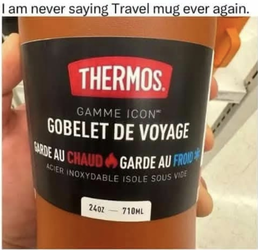 I am never saying Travel mug ever again.
THERMOS.
GAMME ICON™
GOBELET DE VOYAGE
GARDE AU CHAUD GARDE AU FROID
ACIER INOXYDABLE ISOLE SOUS VIDE
24OZ — 710ML